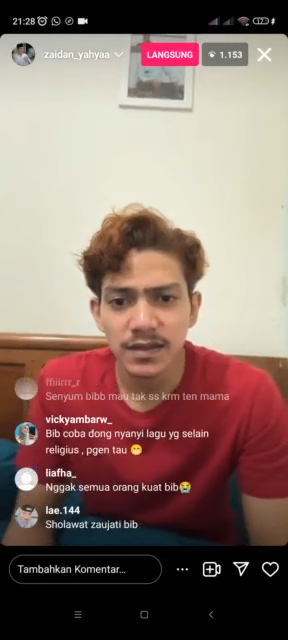 21:28
zaidan_yahyaa
LANGSUNG
1.153
ffiiirrr_r
Senyum bibb mau tak ss krm ten mama
vickyambarw_
Bib coba dong nyanyi lagu yg selain
religius , pgen tau 😁
liafha_
Nggak semua orang kuat bib😭
lae.144
Sholawat zaujati bib
Tambahkan Komentar...